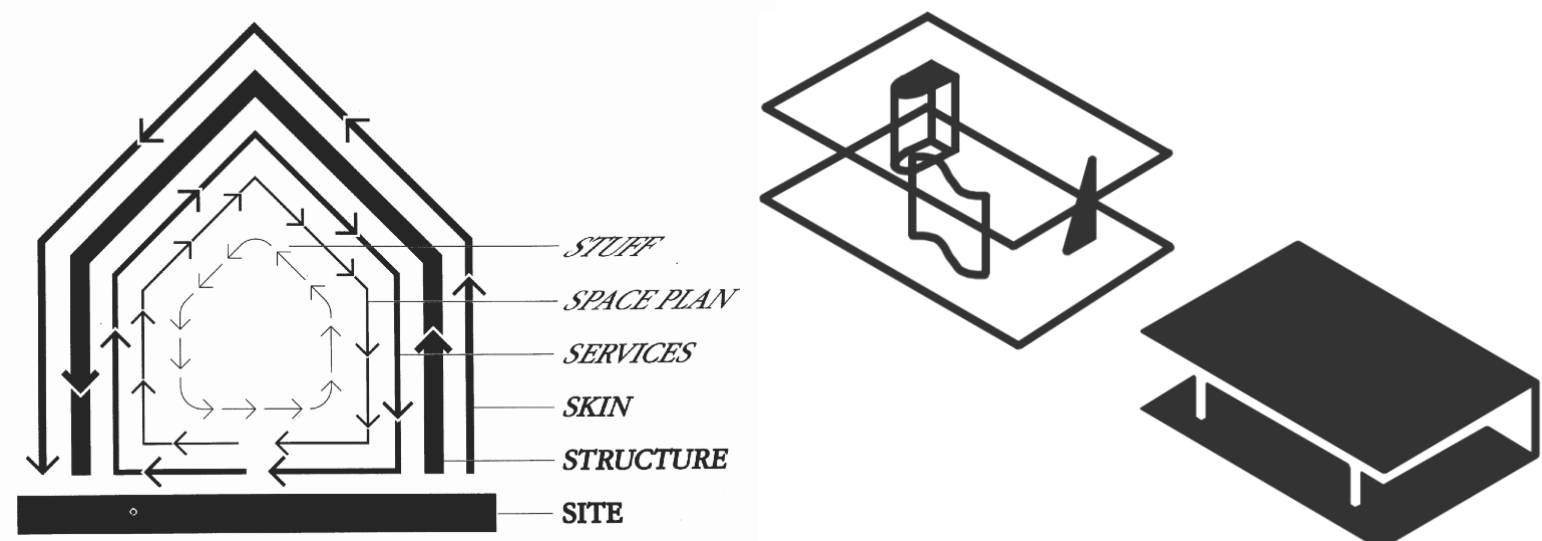 STUFF
SPACE PLAN
SERVICES
SKIN
STRUCTURE
SITE